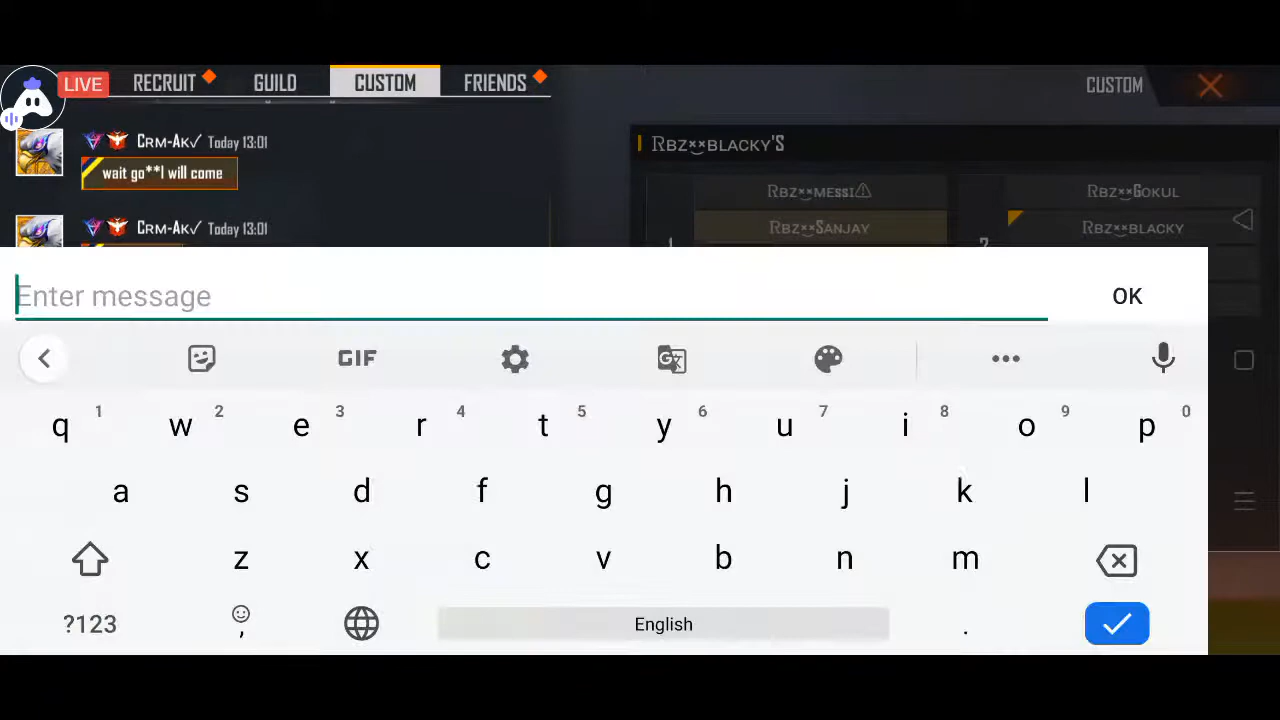 LIVE RECRUIT GUILD CUSTOM FRIENDS CUSTOM
CRM-AK✓ Today 13:01
wait go**I will come
CRM-AK✓ Today 13:01
RBZ××BLACKY'S
RBZ××MESSI⚠ RBZ××GOKUL
RBZ××SANJAY RBZ××BLACKY
1 2
Enter message OK
GIF
q 1 w 2 e 3 r 4 t 5 y 6 u 7 i 8 o 9 p 0
a s d f g h j k l
z x c v b n m
?123 , English .